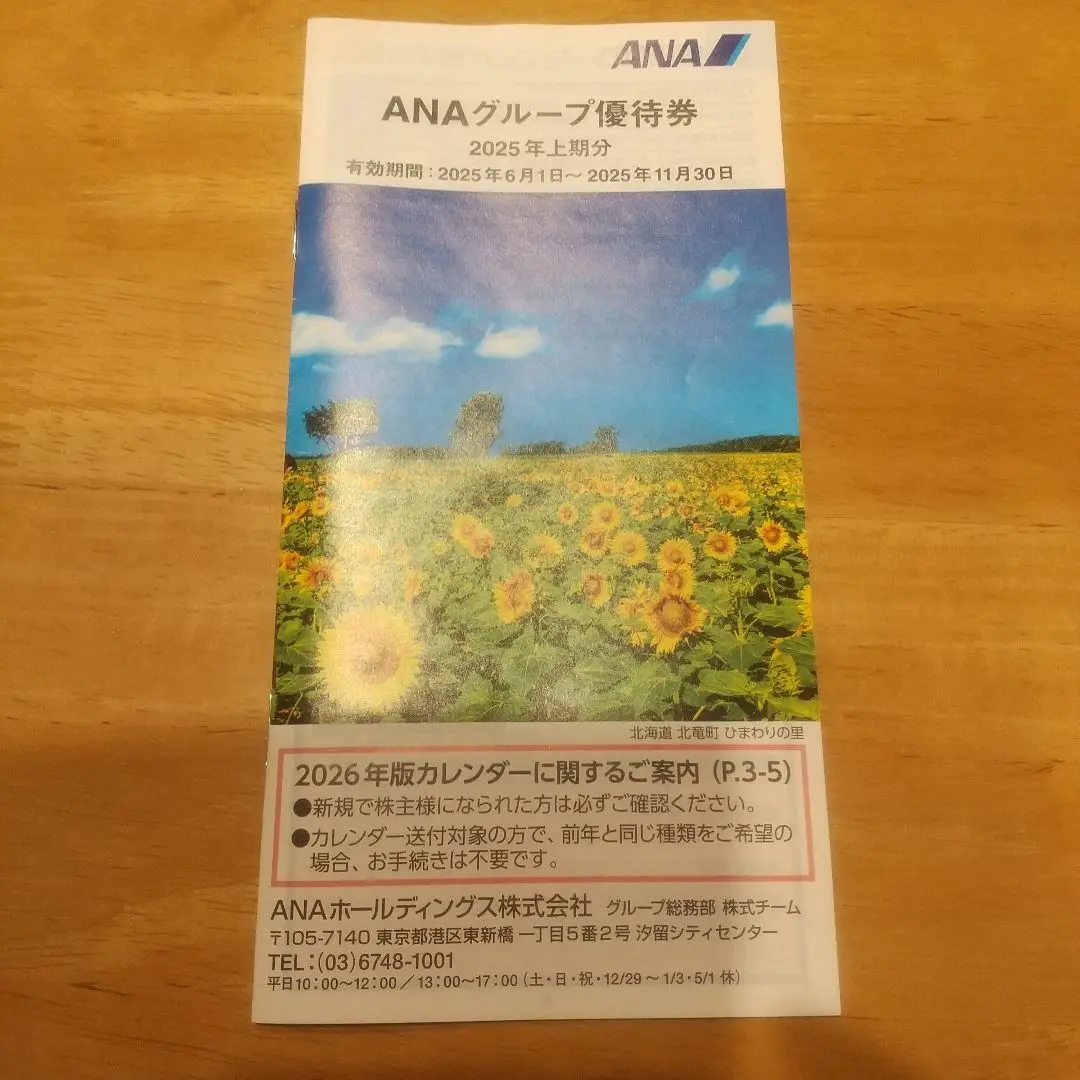 ANA
ANAグループ優待券
2025年上期分
有効期間：2025年6月1日〜2025年11月30日
北海道 北竜町 ひまわりの里
2026年版カレンダーに関するご案内（P.3-5）
●新規で株主様になられた方は必ずご確認ください。
●カレンダー送付対象の方で、前年と同じ種類をご希望の
場合、お手続きは不要です。
ANAホールディングス株式会社 グループ総務部 株式チーム
〒105-7140 東京都港区東新橋一丁目5番2号 汐留シティセンター
TEL：(03)6748-1001
平日10：00〜12：00／13：00〜17：00（土・日・祝・12/29〜1/3・5/1 休）